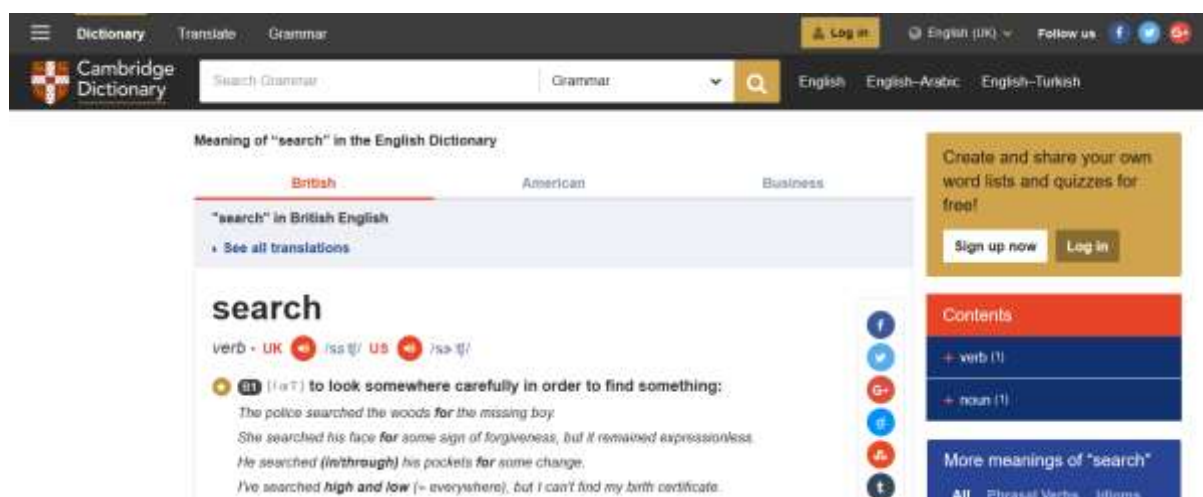 Dictionary Translate Grammar Log in English (UK) Follow us
Cambridge Dictionary
Search Grammar Grammar English English–Arabic English–Turkish
Meaning of "search" in the English Dictionary
British American Business
"search" in British English
See all translations
search
verb • UK US
B1 [I or T] to look somewhere carefully in order to find something:
The police searched the woods for the missing boy.
She searched his face for some sign of forgiveness, but it remained expressionless.
He searched (in/through) his pockets for some change.
I've searched high and low (= everywhere), but I can't find my birth certificate.
Create and share your own
word lists and quizzes for
free!
Sign up now Log in
Contents
+ verb (1)
+ noun (1)
More meanings of "search"
All Phrasal Verbs Idioms